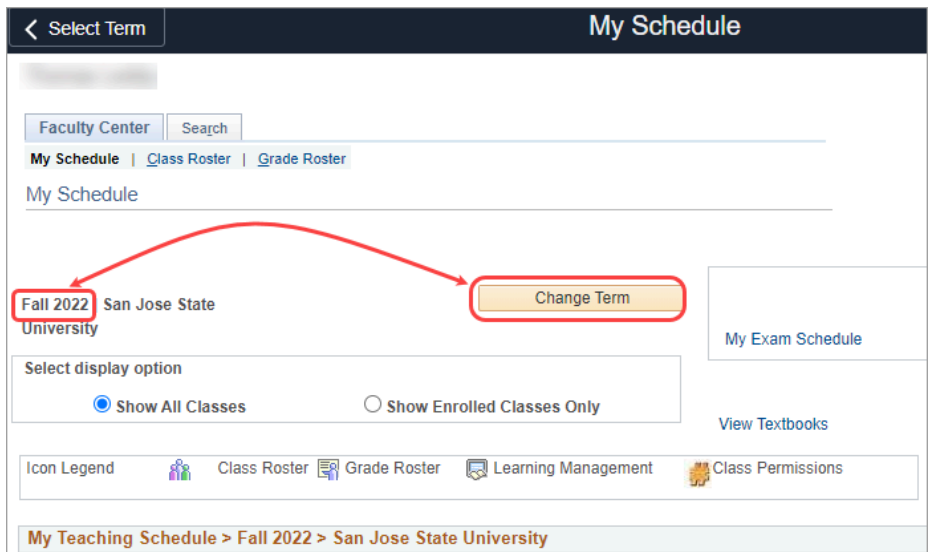 Select Term
My Schedule
Faculty Center
Search
My Schedule | Class Roster | Grade Roster
My Schedule
Fall 2022 San Jose State
University
Change Term
My Exam Schedule
Select display option
Show All Classes
Show Enrolled Classes Only
View Textbooks
Icon Legend
Class Roster
Grade Roster
Learning Management
Class Permissions
My Teaching Schedule > Fall 2022 > San Jose State University